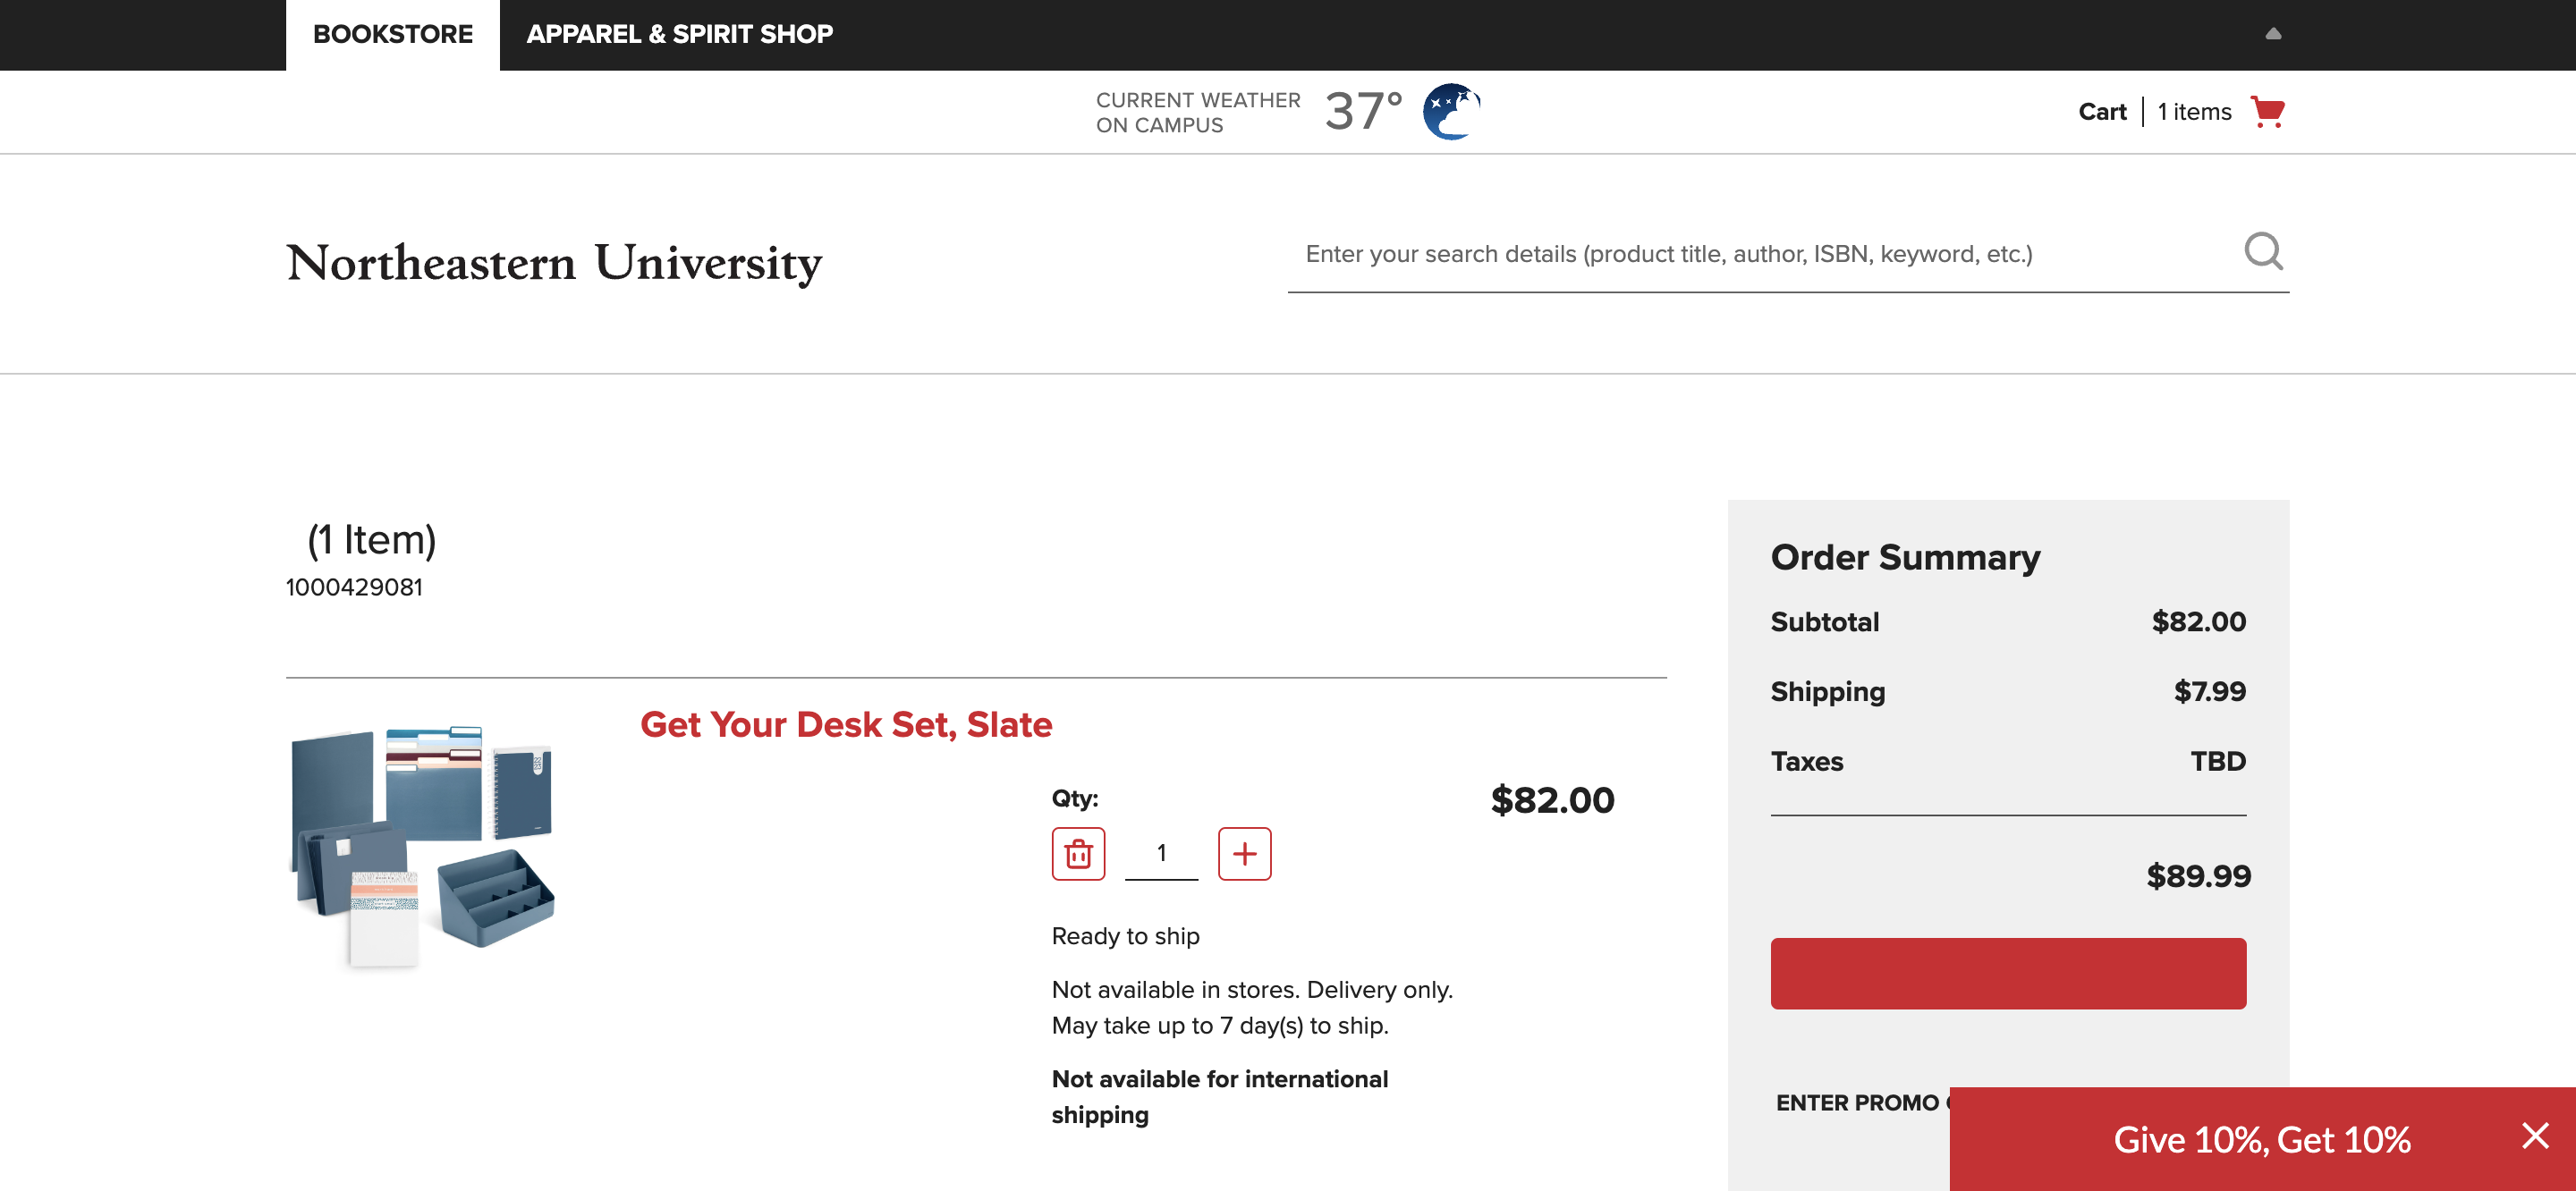 BOOKSTORE
APPAREL & SPIRIT SHOP
CURRENT WEATHER
ON CAMPUS
37°
Cart
1 items
Northeastern University
Enter your search details (product title, author, ISBN, keyword, etc.)
(1 Item)
1000429081
Get Your Desk Set, Slate
Qty:
$82.00
1
Ready to ship
Not available in stores. Delivery only.
May take up to 7 day(s) to ship.
Not available for international
shipping
Order Summary
Subtotal $82.00
Shipping $7.99
Taxes TBD
$89.99
ENTER PROMO
Give 10%, Get 10%